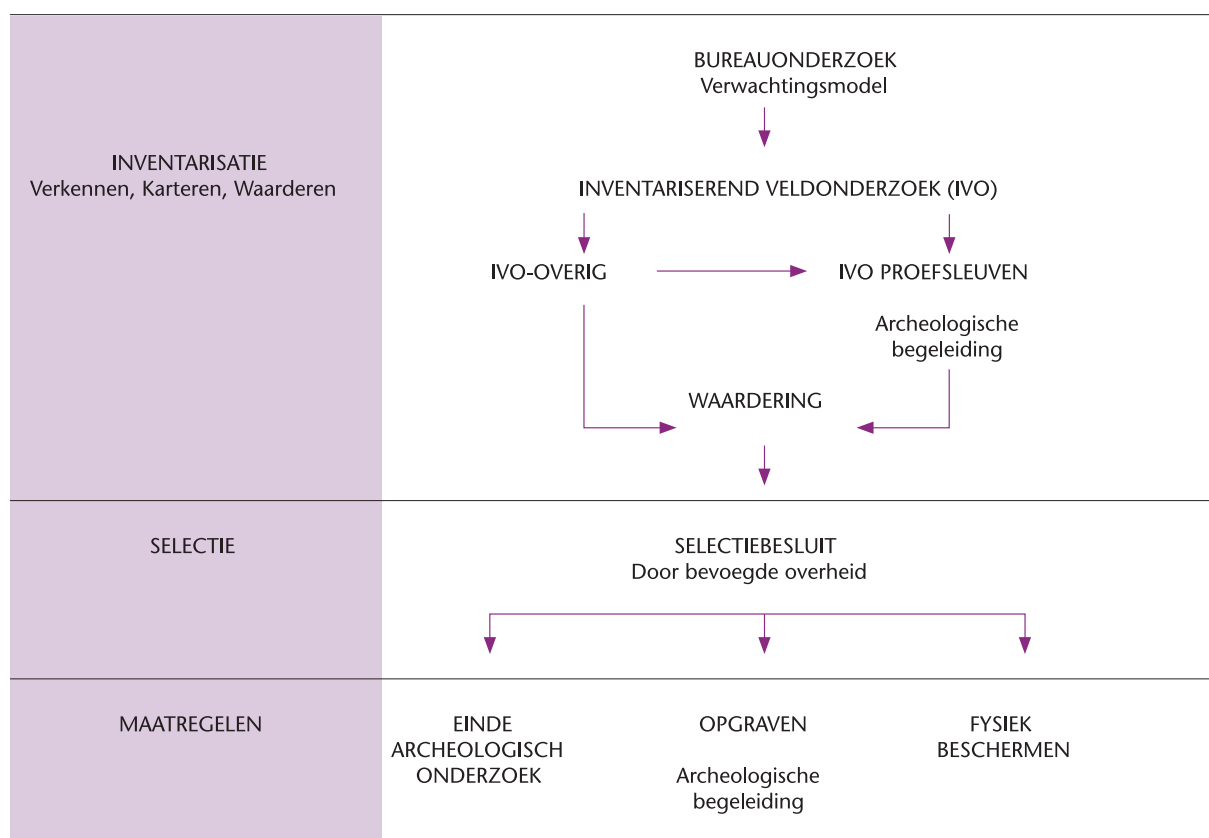 BUREAUONDERZOEK
Verwachtingsmodel
INVENTARISATIE
Verkennen, Karteren, Waarderen
INVENTARISEREND VELDONDERZOEK (IVO)
IVO-OVERIG
IVO PROEFSLEUVEN
Archeologische
begeleiding
WAARDERING
SELECTIE
SELECTIEBESLUIT
Door bevoegde overheid
MAATREGELEN
EINDE
ARCHEOLOGISCH
ONDERZOEK
OPGRAVEN
Archeologische
begeleiding
FYSIEK
BESCHERMEN